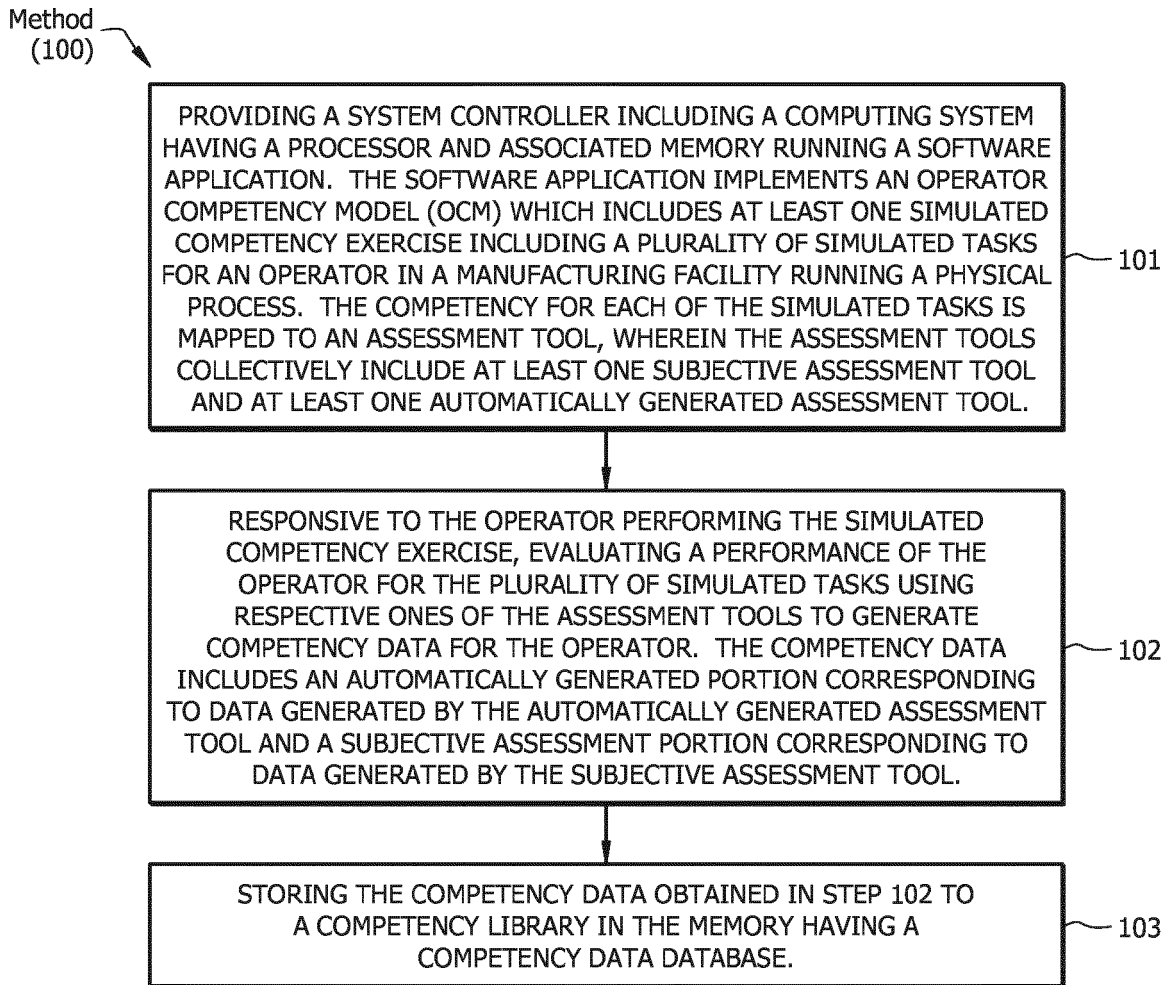 Method
(100)
PROVIDING A SYSTEM CONTROLLER INCLUDING A COMPUTING SYSTEM
HAVING A PROCESSOR AND ASSOCIATED MEMORY RUNNING A SOFTWARE
APPLICATION. THE SOFTWARE APPLICATION IMPLEMENTS AN OPERATOR
COMPETENCY MODEL (OCM) WHICH INCLUDES AT LEAST ONE SIMULATED
COMPETENCY EXERCISE INCLUDING A PLURALITY OF SIMULATED TASKS
FOR AN OPERATOR IN A MANUFACTURING FACILITY RUNNING A PHYSICAL
PROCESS. THE COMPETENCY FOR EACH OF THE SIMULATED TASKS IS
MAPPED TO AN ASSESSMENT TOOL, WHEREIN THE ASSESSMENT TOOLS
COLLECTIVELY INCLUDE AT LEAST ONE SUBJECTIVE ASSESSMENT TOOL
AND AT LEAST ONE AUTOMATICALLY GENERATED ASSESSMENT TOOL.
101
RESPONSIVE TO THE OPERATOR PERFORMING THE SIMULATED
COMPETENCY EXERCISE, EVALUATING A PERFORMANCE OF THE
OPERATOR FOR THE PLURALITY OF SIMULATED TASKS USING
RESPECTIVE ONES OF THE ASSESSMENT TOOLS TO GENERATE
COMPETENCY DATA FOR THE OPERATOR. THE COMPETENCY DATA
INCLUDES AN AUTOMATICALLY GENERATED PORTION CORRESPONDING
TO DATA GENERATED BY THE AUTOMATICALLY GENERATED ASSESSMENT
TOOL AND A SUBJECTIVE ASSESSMENT PORTION CORRESPONDING TO
DATA GENERATED BY THE SUBJECTIVE ASSESSMENT TOOL.
102
STORING THE COMPETENCY DATA OBTAINED IN STEP 102 TO
A COMPETENCY LIBRARY IN THE MEMORY HAVING A
COMPETENCY DATA DATABASE.
103